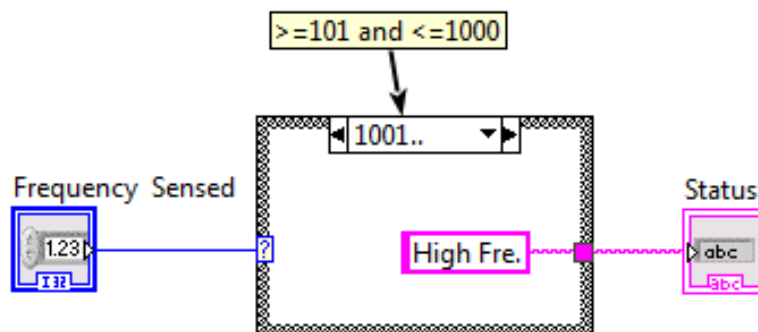 >=101 and <=1000
1001..
Frequency Sensed
Status
1.23
?
High Fre.
abc
I32
abc